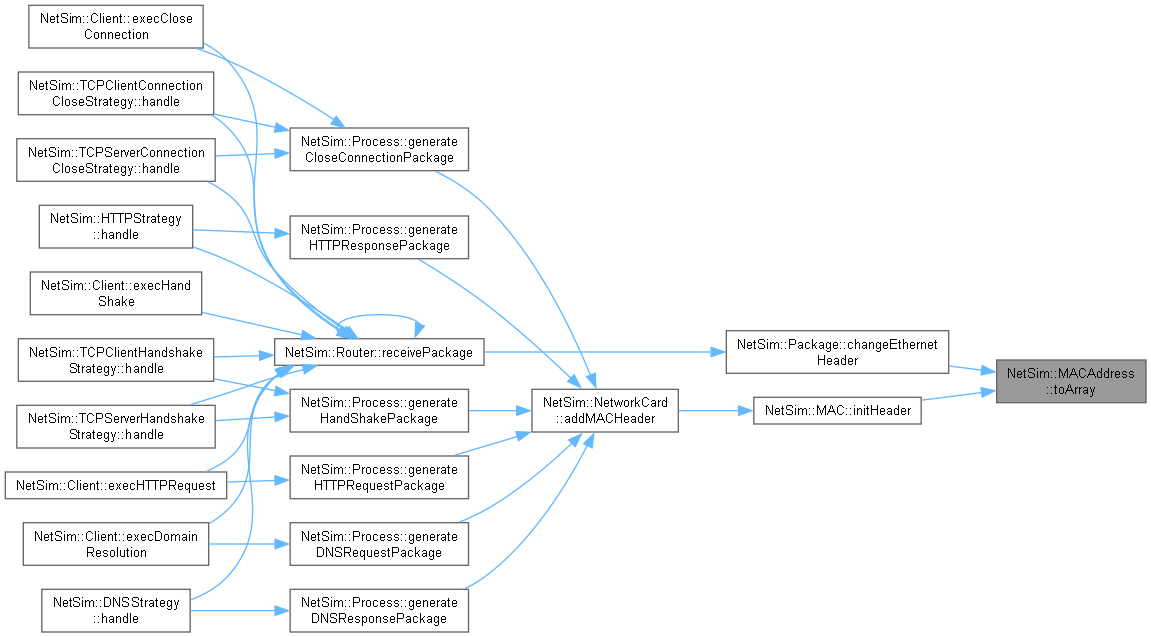 NetSim::Client::execClose
Connection
NetSim::TCPClientConnection
CloseStrategy::handle
NetSim::TCPServerConnection
CloseStrategy::handle
NetSim::HTTPStrategy
::handle
NetSim::Client::execHand
Shake
NetSim::TCPClientHandshake
Strategy::handle
NetSim::TCPServerHandshake
Strategy::handle
NetSim::Client::execHTTPRequest
NetSim::Client::execDomain
Resolution
NetSim::DNSStrategy
::handle
NetSim::Process::generate
CloseConnectionPackage
NetSim::Process::generate
HTTPResponsePackage
NetSim::Router::receivePackage
NetSim::Process::generate
HandShakePackage
NetSim::Process::generate
HTTPRequestPackage
NetSim::Process::generate
DNSRequestPackage
NetSim::Process::generate
DNSResponsePackage
NetSim::NetworkCard
::addMACHeader
NetSim::Package::changeEthernet
Header
NetSim::MAC::initHeader
NetSim::MACAddress
::toArray